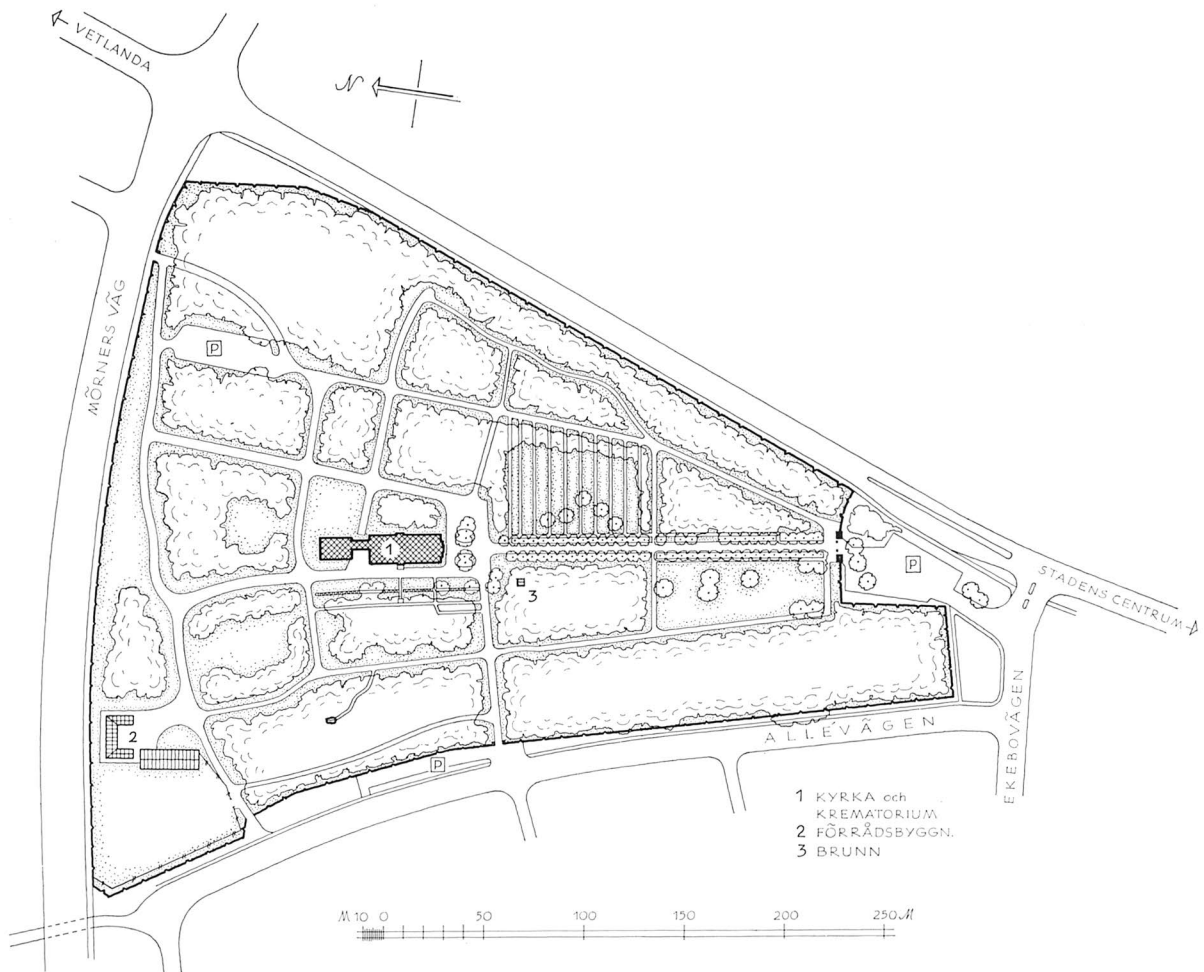 ← VETLANDA
N
MÖRNERS VÄG
P
1
3
P
STADENS CENTRUM →
2
P
ALLEVÄGEN
EKEBOVÄGEN
1 KYRKA och
KREMATORIUM
2 FÖRRÅDSBYGGN.
3 BRUNN
M 10 0 50 100 150 200 250 M